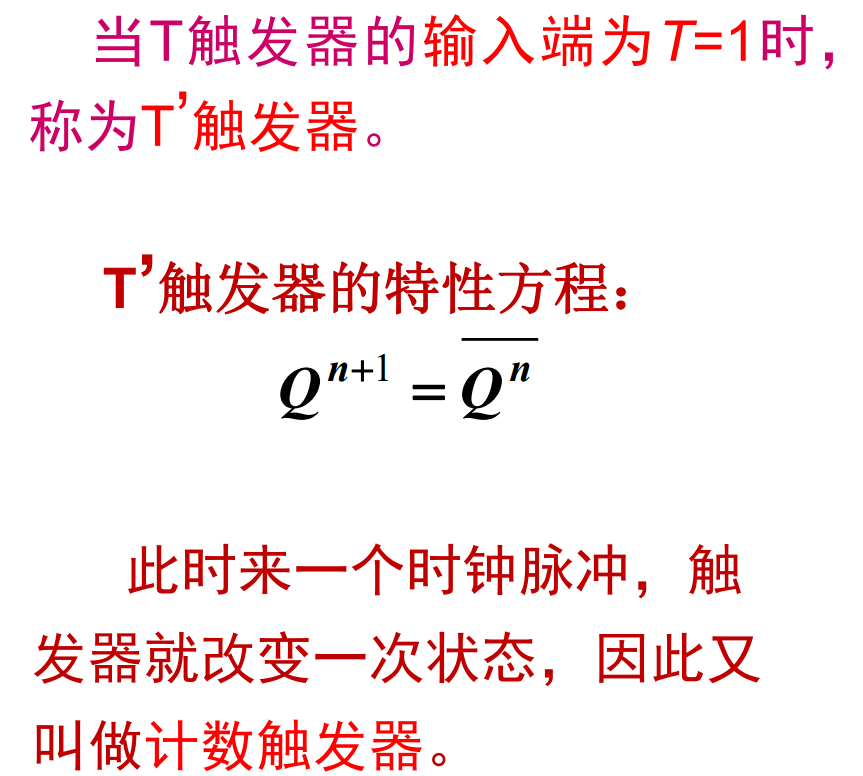 当T触发器的输入端为T=1时，
称为T’触发器。
T’触发器的特性方程：
Qⁿ⁺¹ = \overline{Qⁿ}
此时来一个时钟脉冲，触
发器就改变一次状态，因此又
叫做计数触发器。